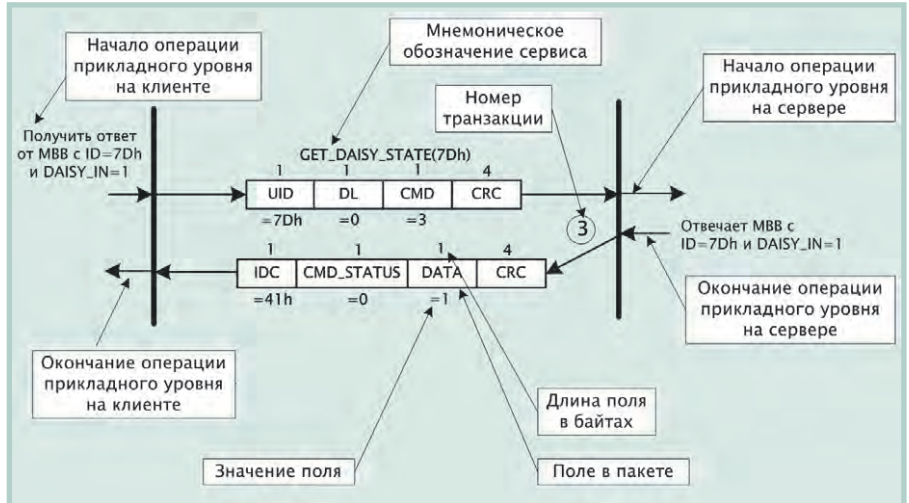 Мнемоническое
обозначение сервиса
Начало операции
прикладного уровня
на клиенте
Начало операции
прикладного уровня
на сервере
Номер
транзакции
Получить ответ
от МВВ с ID=7Dh
и DAISY_IN=1
GET_DAISY_STATE(7Dh)
1 1 1 4
UID DL CMD CRC
=7Dh =0 =3
3
Отвечает МВВ с
ID=7Dh и DAISY_IN=1
1 1 1 4
IDC CMD_STATUS DATA CRC
=41h =0 =1
Окончание операции
прикладного уровня
на сервере
Окончание операции
прикладного уровня
на клиенте
Длина поля
в байтах
Значение поля
Поле в пакете